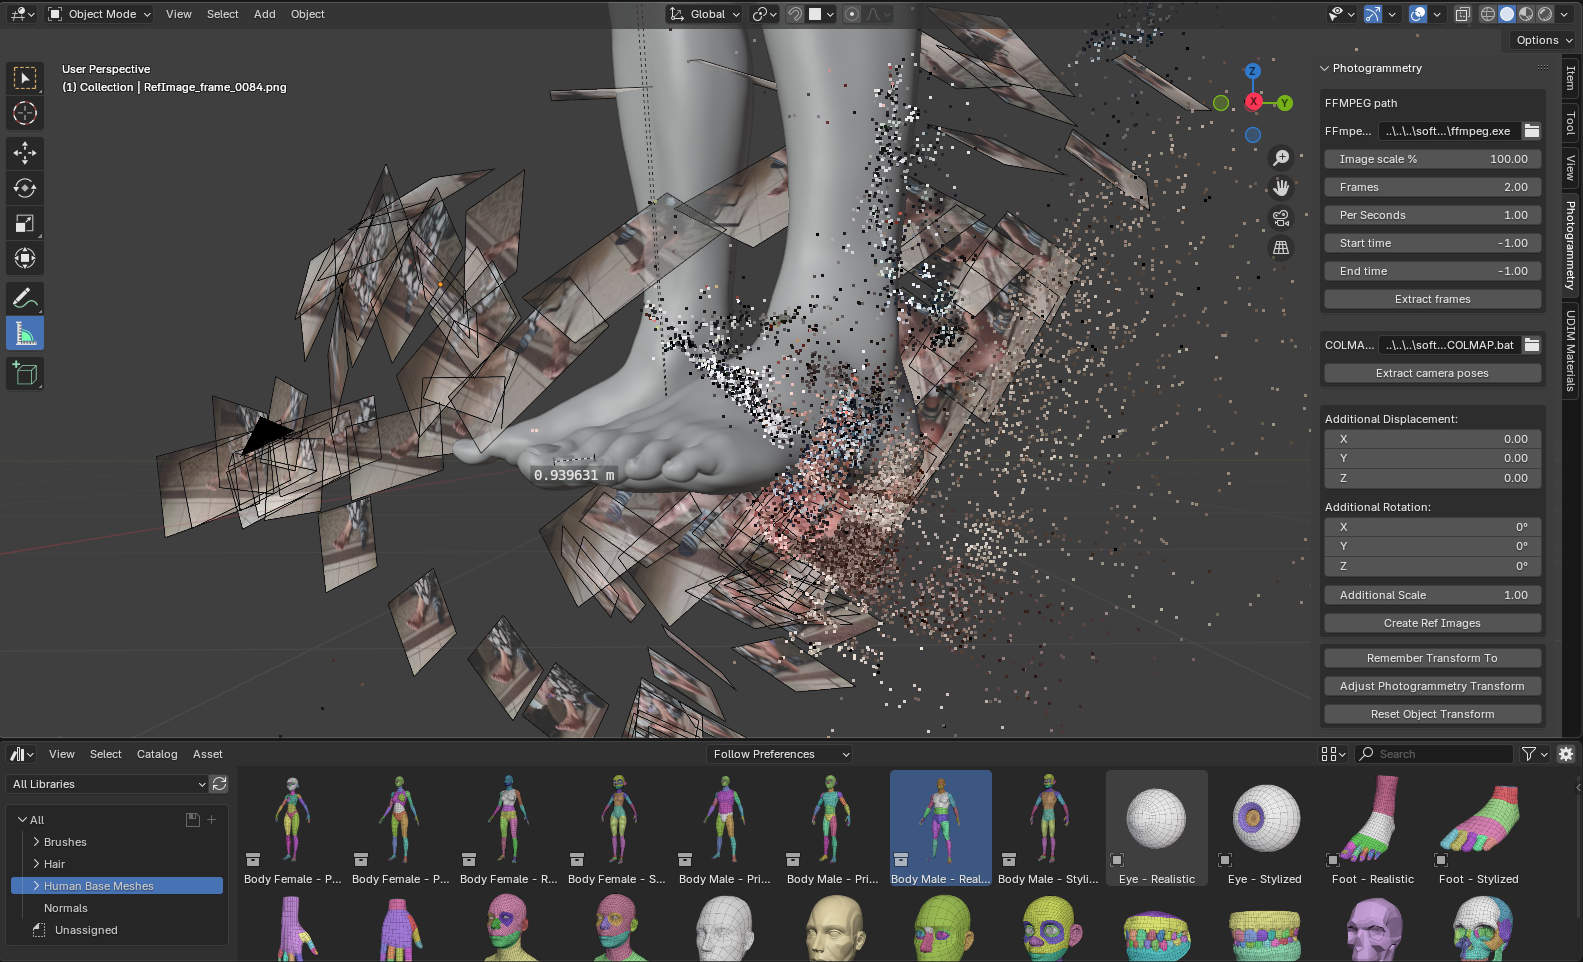 Object Mode
View
Select
Add
Object
Global
Options
User Perspective
(1) Collection | RefImage_frame_0084.png
Z
X
Y
0.939631 m
Photogrammetry
FFMPEG path
FFmpe...
..\..\..\soft...\ffmpeg.exe
Image scale %
100.00
Frames
2.00
Per Seconds
1.00
Start time
-1.00
End time
-1.00
Extract frames
COLMA...
..\..\..\soft...COLMAP.bat
Extract camera poses
Additional Displacement:
X
0.00
Y
0.00
Z
0.00
Additional Rotation:
X
0°
Y
0°
Z
0°
Additional Scale
1.00
Create Ref Images
Remember Transform To
Adjust Photogrammetry Transform
Reset Object Transform
Item
Tool
View
Photogrammetry
UDIM Materials
View
Select
Catalog
Asset
Follow Preferences
Search
All Libraries
All
Brushes
Hair
Human Base Meshes
Normals
Unassigned
Body Female - P...
Body Female - P...
Body Female - R...
Body Female - S...
Body Male - Pri...
Body Male - Pri...
Body Male - Real...
Body Male - Styli...
Eye - Realistic
Eye - Stylized
Foot - Realistic
Foot - Stylized